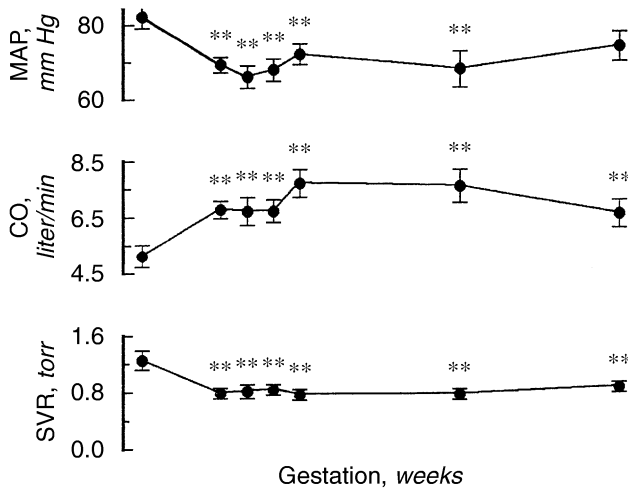 MAP,
mm Hg
80
60
** ** ** ** **
CO,
liter/min
8.5
6.5
4.5
** ** ** ** ** **
SVR, torr
1.6
0.8
0.0
** ** ** ** ** **
Gestation, weeks